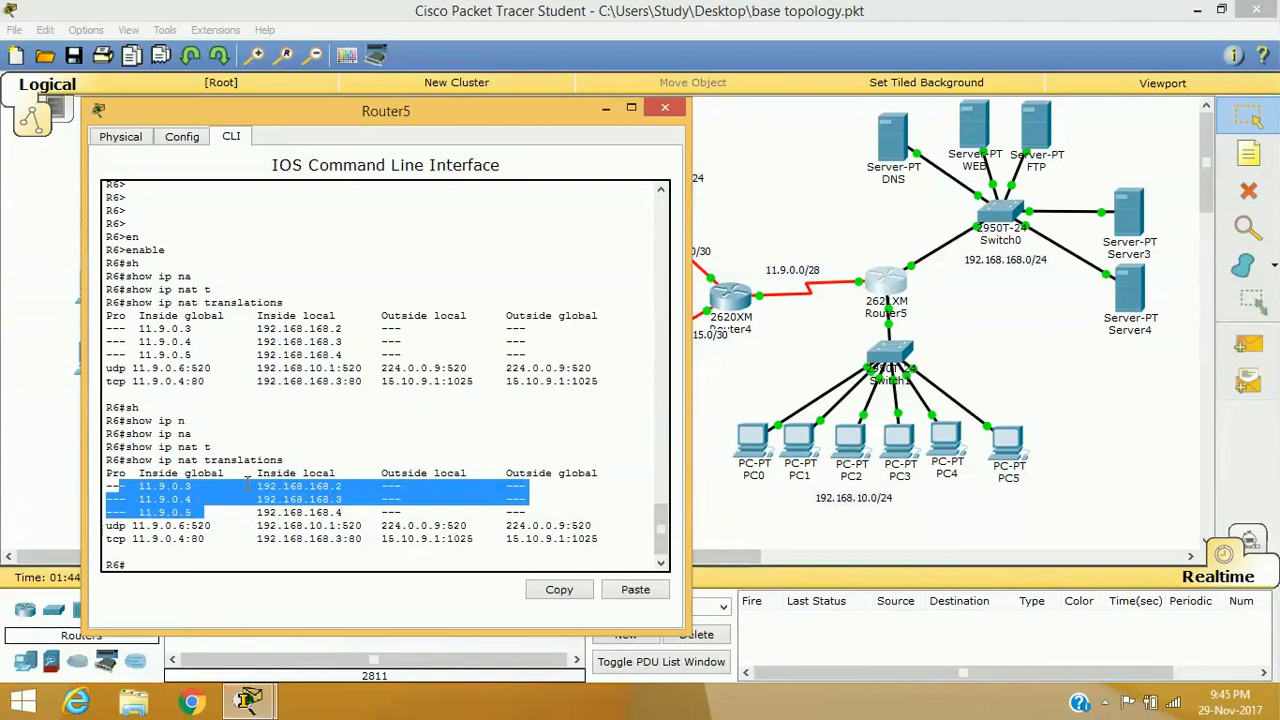 Cisco Packet Tracer Student - C:\Users\Study\Desktop\base topology.pkt
File Edit Options View Tools Extensions Help
Logical [Root] New Cluster Move Object Set Tiled Background Viewport
Router5
Physical Config CLI
IOS Command Line Interface
R6>
R6>
R6>
R6>
R6>en
R6>enable
R6#sh
R6#show ip na
R6#show ip nat t
R6#show ip nat translations
Pro Inside global Inside local Outside local Outside global
--- 11.9.0.3 192.168.168.2 --- ---
--- 11.9.0.4 192.168.168.3 --- ---
--- 11.9.0.5 192.168.168.4 --- ---
udp 11.9.0.6:520 192.168.10.1:520 224.0.0.9:520 224.0.0.9:520
tcp 11.9.0.4:80 192.168.168.3:80 15.10.9.1:1025 15.10.9.1:1025
R6#sh
R6#show ip n
R6#show ip na
R6#show ip nat t
R6#show ip nat translations
Pro Inside global Inside local Outside local Outside global
--- 11.9.0.3 192.168.168.2 --- ---
--- 11.9.0.4 192.168.168.3 --- ---
--- 11.9.0.5 192.168.168.4 --- ---
udp 11.9.0.6:520 192.168.10.1:520 224.0.0.9:520 224.0.0.9:520
tcp 11.9.0.4:80 192.168.168.3:80 15.10.9.1:1025 15.10.9.1:1025
R6#
Copy Paste
Server-PT
DNS
Server-PT
WEB
Server-PT
FTP
2950T-24
Switch0
Server-PT
Server3
192.168.168.0/24
Server-PT
Server4
0/30
11.9.0.0/28
2620XM
Router4
2621XM
Router5
15.0/30
2950T-24
Switch1
PC-PT
PC0
PC-PT
PC1
PC-PT
PC2
PC-PT
PC3
PC-PT
PC4
PC-PT
PC5
192.168.10.0/24
Time: 01:44
Realtime
Routers
New Delete
Toggle PDU List Window
2811
Fire Last Status Source Destination Type Color Time(sec) Periodic Num
9:45 PM
29-Nov-2017